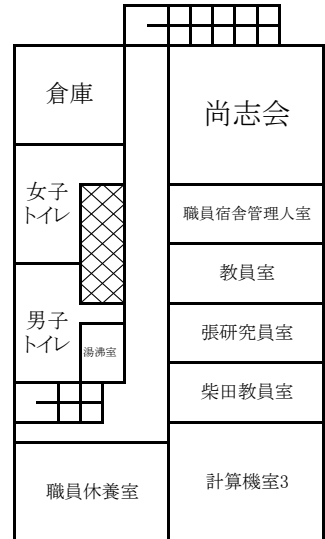 倉庫
尚志会
女子
トイレ
職員宿舎管理人室
教員室
男子
トイレ
湯沸室
張研究員室
柴田教員室
職員休養室
計算機室3